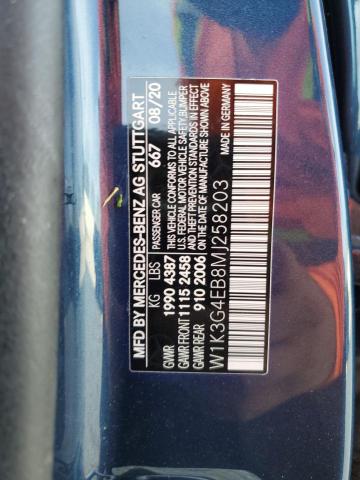 MFD BY MERCEDES-BENZ AG STUTTGART
PASSENGER CAR 667 08/20
KG LBS
GVWR 1990 4387
GAWR FRONT 1115 2458
GAWR REAR 910 2006
THIS VEHICLE CONFORMS TO ALL APPLICABLE
U.S. FEDERAL MOTOR VEHICLE SAFETY/BUMPER
AND THEFT PREVENTION STANDARDS IN EFFECT
ON THE DATE OF MANUFACTURE SHOWN ABOVE
W1K3G4EB8MJ258203
MADE IN GERMANY